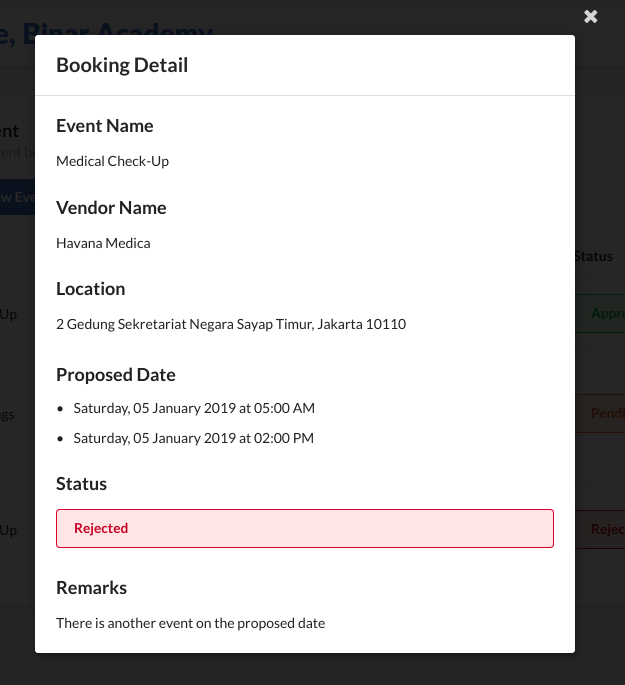 e, Binar Academy
Booking Detail
Event Name
Medical Check-Up
Vendor Name
Havana Medica
Location
2 Gedung Sekretariat Negara Sayap Timur, Jakarta 10110
Proposed Date
• Saturday, 05 January 2019 at 05:00 AM
• Saturday, 05 January 2019 at 02:00 PM
Status
Rejected
Remarks
There is another event on the proposed date
ent
vent b
w Eve
Status
Up
Appro
gs
Pendi
Up
Rejec